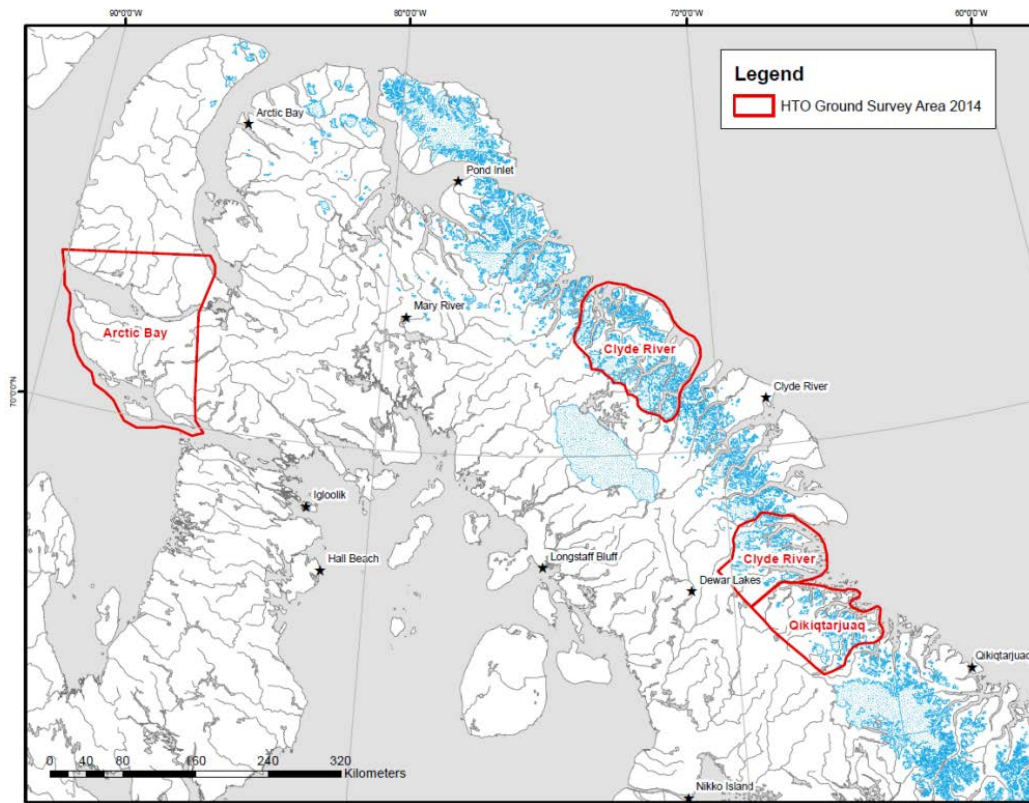 90°0'0"W
80°0'0"W
70°0'0"W
60°0'0"W
Legend
HTO Ground Survey Area 2014
Arctic Bay
Pond Inlet
Mary River
Arctic Bay
Clyde River
Clyde River
70°0'0"N
Igloolik
Hall Beach
Longstaff Bluff
Clyde River
Dewar Lakes
Qikiqtarjuaq
Qikiqtarjuaq
0 40 80 160 240 320
Kilometers
Nikko Island